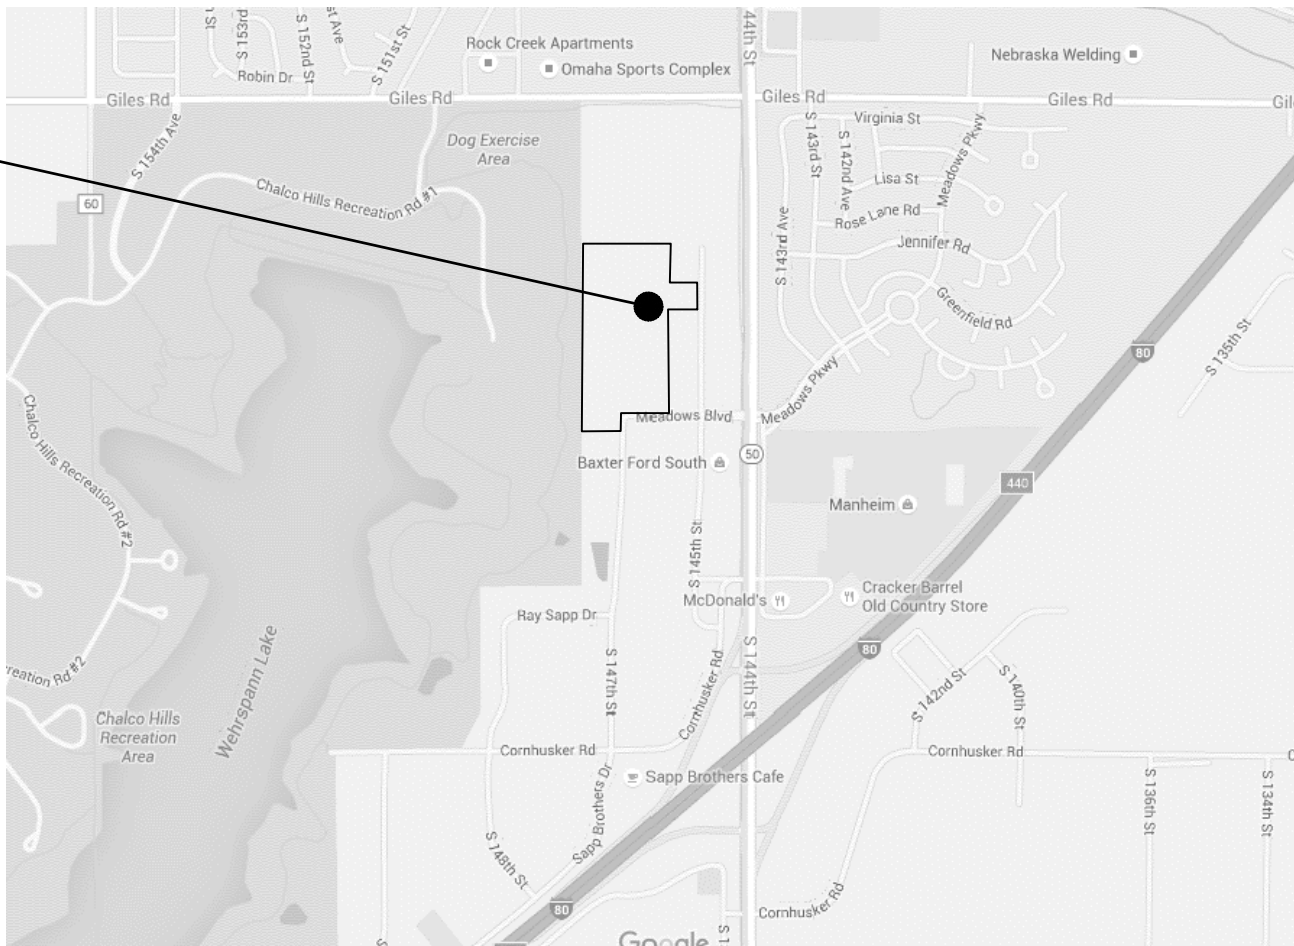 St
S 153rd
S 152nd St
st Ave
S 151st St
44th St
Rock Creek Apartments
Omaha Sports Complex
Nebraska Welding
Robin Dr
Giles Rd
Giles Rd
Giles Rd
Giles Rd
Gil
S 154th Ave
Dog Exercise
Area
Virginia St
S 143rd St
S 142nd Ave
Meadows Pkwy
Lisa St
Chalco Hills Recreation Rd #1
60
Rose Lane Rd
S 143rd Ave
Jennifer Rd
Greenfield Rd
S 135th St
80
Meadows Pkwy
Meadows Blvd
Chalco Hills Recreation Rd #2
50
Baxter Ford South
440
Manheim
S 145th St
Cracker Barrel
Old Country Store
McDonald's
Ray Sapp Dr
80
S 144th St
S 147th St
Cornhusker Rd
S 142nd St
S 140th St
reation Rd #2
Wehrspann Lake
Chalco Hills
Recreation
Area
Cornhusker Rd
Cornhusker Rd
C
Sapp Brothers Cafe
Sapp Brothers Dr
S 136th St
S 134th St
S 148th St
80
Cornhusker Rd
S
Google
S 1